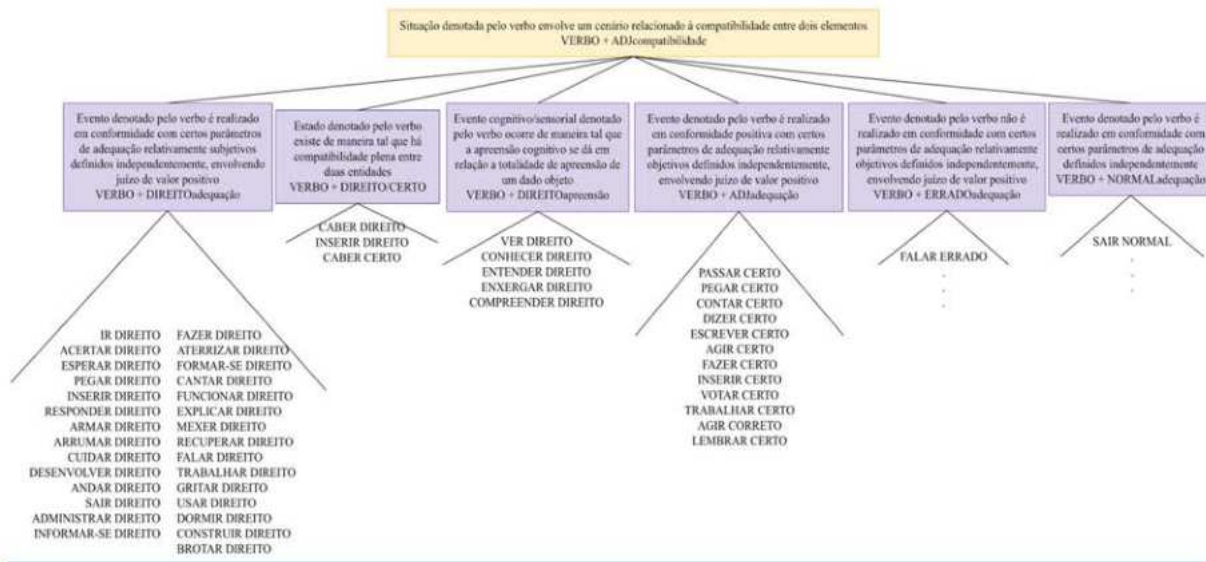 Situação denotada pelo verbo envolve um cenário relacionado à compatibilidade entre dois elementos
VERBO + ADJcompatibilidade
Evento denotado pelo verbo é realizado
em conformidade com certos parâmetros
de adequação relativamente subjetivos
definidos independentemente, envolvendo
juízo de valor positivo
VERBO + DIREITOadequação
Estado denotado pelo verbo
existe de maneira tal que há
compatibilidade plena entre
duas entidades
VERBO + DIREITO/CERTO
Evento cognitivo/sensorial denotado
pelo verbo ocorre de maneira tal que
a apreensão cognitivo se dá em
relação a totalidade de apreensão de
um dado objeto
VERBO + DIREITOapreensão
Evento denotado pelo verbo é realizado
em conformidade positiva com certos
parâmetros de adequação relativamente
objetivos definidos independentemente,
envolvendo juízo de valor positivo
VERBO + ADJadequação
Evento denotado pelo verbo não é
realizado em conformidade com certos
parâmetros de adequação relativamente
objetivos definidos independentemente,
envolvendo juízo de valor positivo
VERBO + ERRADOadequação
Evento denotado pelo verbo é
realizado em conformidade com
certos parâmetros de adequação
definidos independentemente
VERBO + NORMALadequação
IR DIREITO FAZER DIREITO
ACERTAR DIREITO ATERRIZAR DIREITO
ESPERAR DIREITO FORMAR-SE DIREITO
PEGAR DIREITO CANTAR DIREITO
INSERIR DIREITO FUNCIONAR DIREITO
RESPONDER DIREITO EXPLICAR DIREITO
ARMAR DIREITO MEXER DIREITO
ARRUMAR DIREITO RECUPERAR DIREITO
CUIDAR DIREITO FALAR DIREITO
DESENVOLVER DIREITO TRABALHAR DIREITO
ANDAR DIREITO GRITAR DIREITO
SAIR DIREITO USAR DIREITO
ADMINISTRAR DIREITO DORMIR DIREITO
INFORMAR-SE DIREITO CONSTRUIR DIREITO
BROTAR DIREITO
CABER DIREITO
INSERIR DIREITO
CABER CERTO
VER DIREITO
CONHECER DIREITO
ENTENDER DIREITO
ENXERGAR DIREITO
COMPREENDER DIREITO
PASSAR CERTO
PEGAR CERTO
CONTAR CERTO
DIZER CERTO
ESCREVER CERTO
AGIR CERTO
FAZER CERTO
INSERIR CERTO
VOTAR CERTO
TRABALHAR CERTO
AGIR CORRETO
LEMBRAR CERTO
FALAR ERRADO
.
.
.
SAIR NORMAL
.
.
.